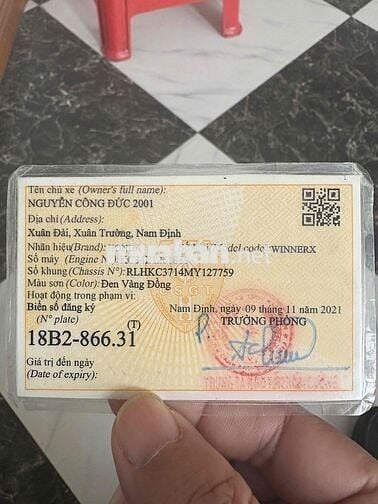 Tên chủ xe (Owner's full name):
NGUYỄN CÔNG ĐỨC 2001
Địa chỉ (Address):
Xuân Đài, Xuân Trường, Nam Định
Nhãn hiệu(Brand): del code :WINNERX
Số máy (Engine
Số khung(Chassis N°):RLHKC3714MY127759
Màu sơn (Color):Đen Vàng Đồng
Hoạt động trong phạm vi:
Biển số đăng ký Nam Định, ngày 09 tháng 11 năm 2021
(N° plate) TRƯỞNG PHÒNG
(T)
18B2-866.31
Giá trị đến ngày
(Date of expiry):